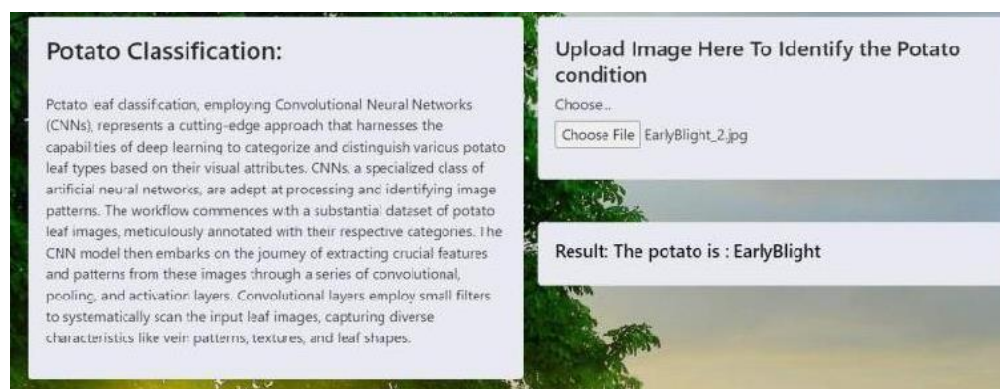 Potato Classification:
Potato leaf classification, employing Convolutional Neural Networks
(CNNs), represents a cutting-edge approach that harnesses the
capabilities of deep learning to categorize and distinguish various potato
leaf types based on their visual attributes. CNNs, a specialized class of
artificial neural networks, are adept at processing and identifying image
patterns. The workflow commences with a substantial dataset of potato
leaf images, meticulously annotated with their respective categories. The
CNN model then embarks on the journey of extracting crucial features
and patterns from these images through a series of convolutional,
pooling, and activation layers. Convolutional layers employ small filters
to systematically scan the input leaf images, capturing diverse
characteristics like vein patterns, textures, and leaf shapes.
Upload Image Here To Identify the Potato
condition
Choose...
Choose File EarlyBlight_2.jpg
Result: The potato is : EarlyBlight